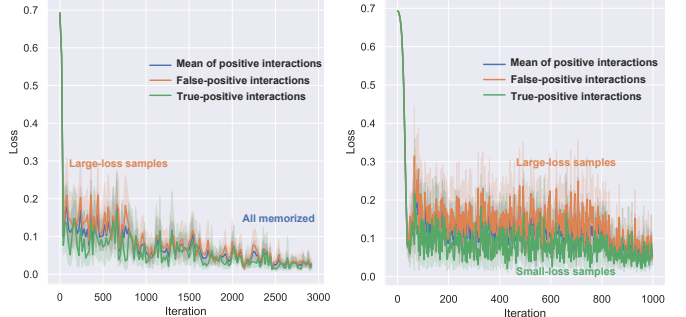 0.7
0.6
0.5
0.4
0.3
0.2
0.1
0.0
Loss
Mean of positive interactions
False-positive interactions
True-positive interactions
Large-loss samples
All memorized
0 500 1000 1500 2000 2500 3000
Iteration
0.7
0.6
0.5
0.4
0.3
0.2
0.1
0.0
Loss
Mean of positive interactions
False-positive interactions
True-positive interactions
Large-loss samples
Small-loss samples
0 200 400 600 800 1000
Iteration